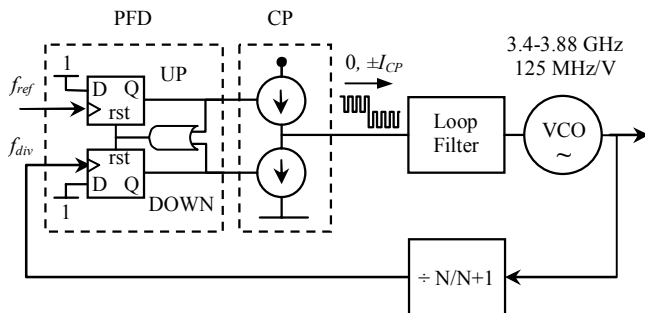 PFD
CP
3.4-3.88 GHz
125 MHz/V
1
D Q
UP
0, ±I_CP
f_ref
rst
Loop
Filter
VCO
~
f_div
rst
D Q
1
DOWN
÷ N/N+1